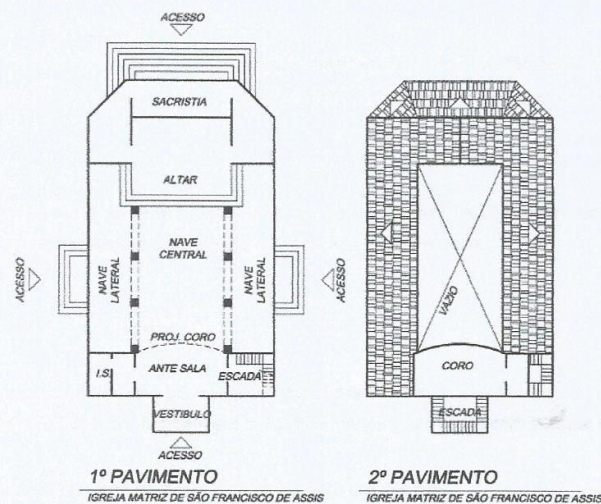 ACESSO
SACRISTIA
ALTAR
NAVE
CENTRAL
NAVE
LATERAL
NAVE
LATERAL
ACESSO
ACESSO
PROJ. CORO
I.S.
ANTE SALA
ESCADA
VESTIBULO
ACESSO
1º PAVIMENTO
IGREJA MATRIZ DE SÃO FRANCISCO DE ASSIS
VAZIO
CORO
ESCADA
2º PAVIMENTO
IGREJA MATRIZ DE SÃO FRANCISCO DE ASSIS